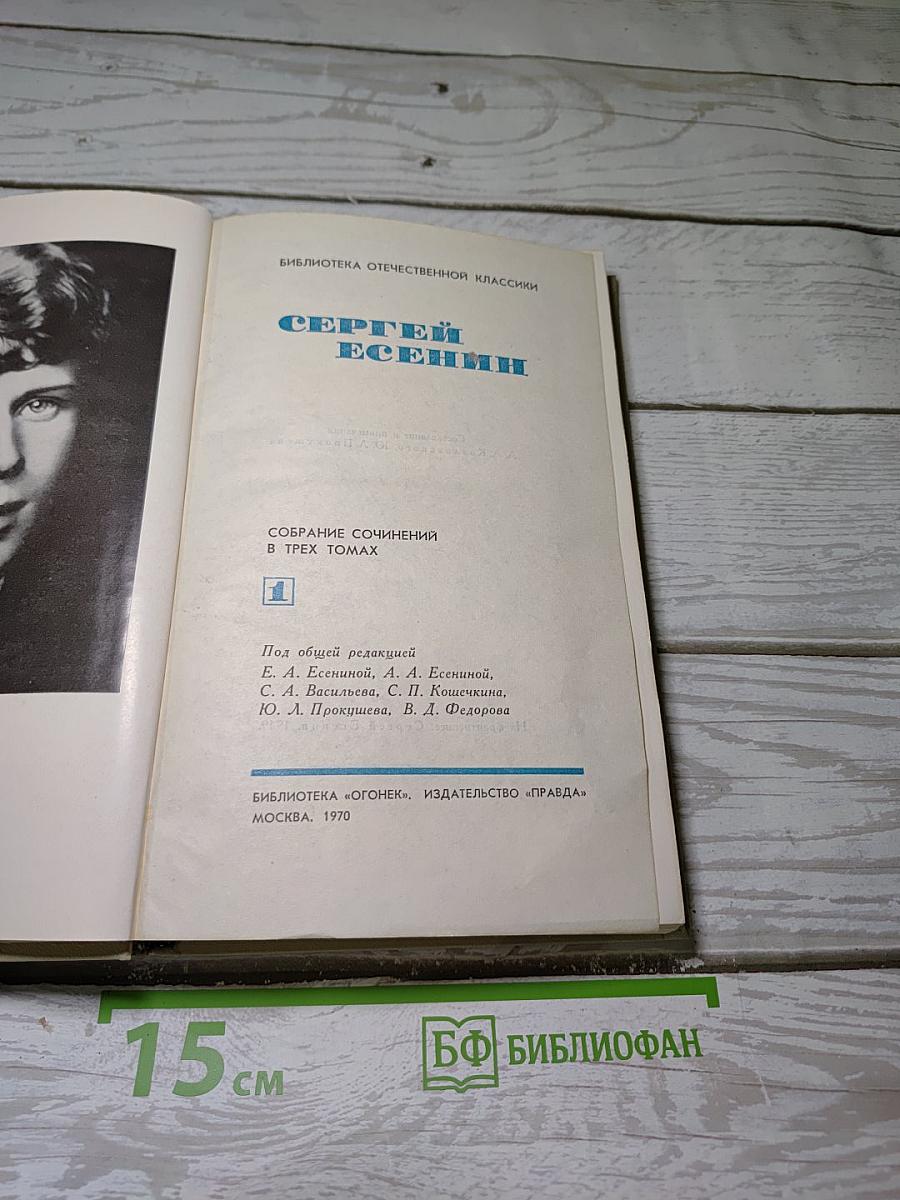 БИБЛИОТЕКА ОТЕЧЕСТВЕННОЙ КЛАССИКИ
СЕРГЕЙ
ЕСЕНИН
СОБРАНИЕ СОЧИНЕНИЙ
В ТРЕХ ТОМАХ
1
Под общей редакцией
Е. А. Есениной, А. А. Есениной,
С. А. Васильева, С. П. Кошечкина,
Ю. Л. Прокушева, В. Д. Федорова
БИБЛИОТЕКА «ОГОНЕК». ИЗДАТЕЛЬСТВО «ПРАВДА»
МОСКВА. 1970
15 см
БФ БИБЛИОФАН